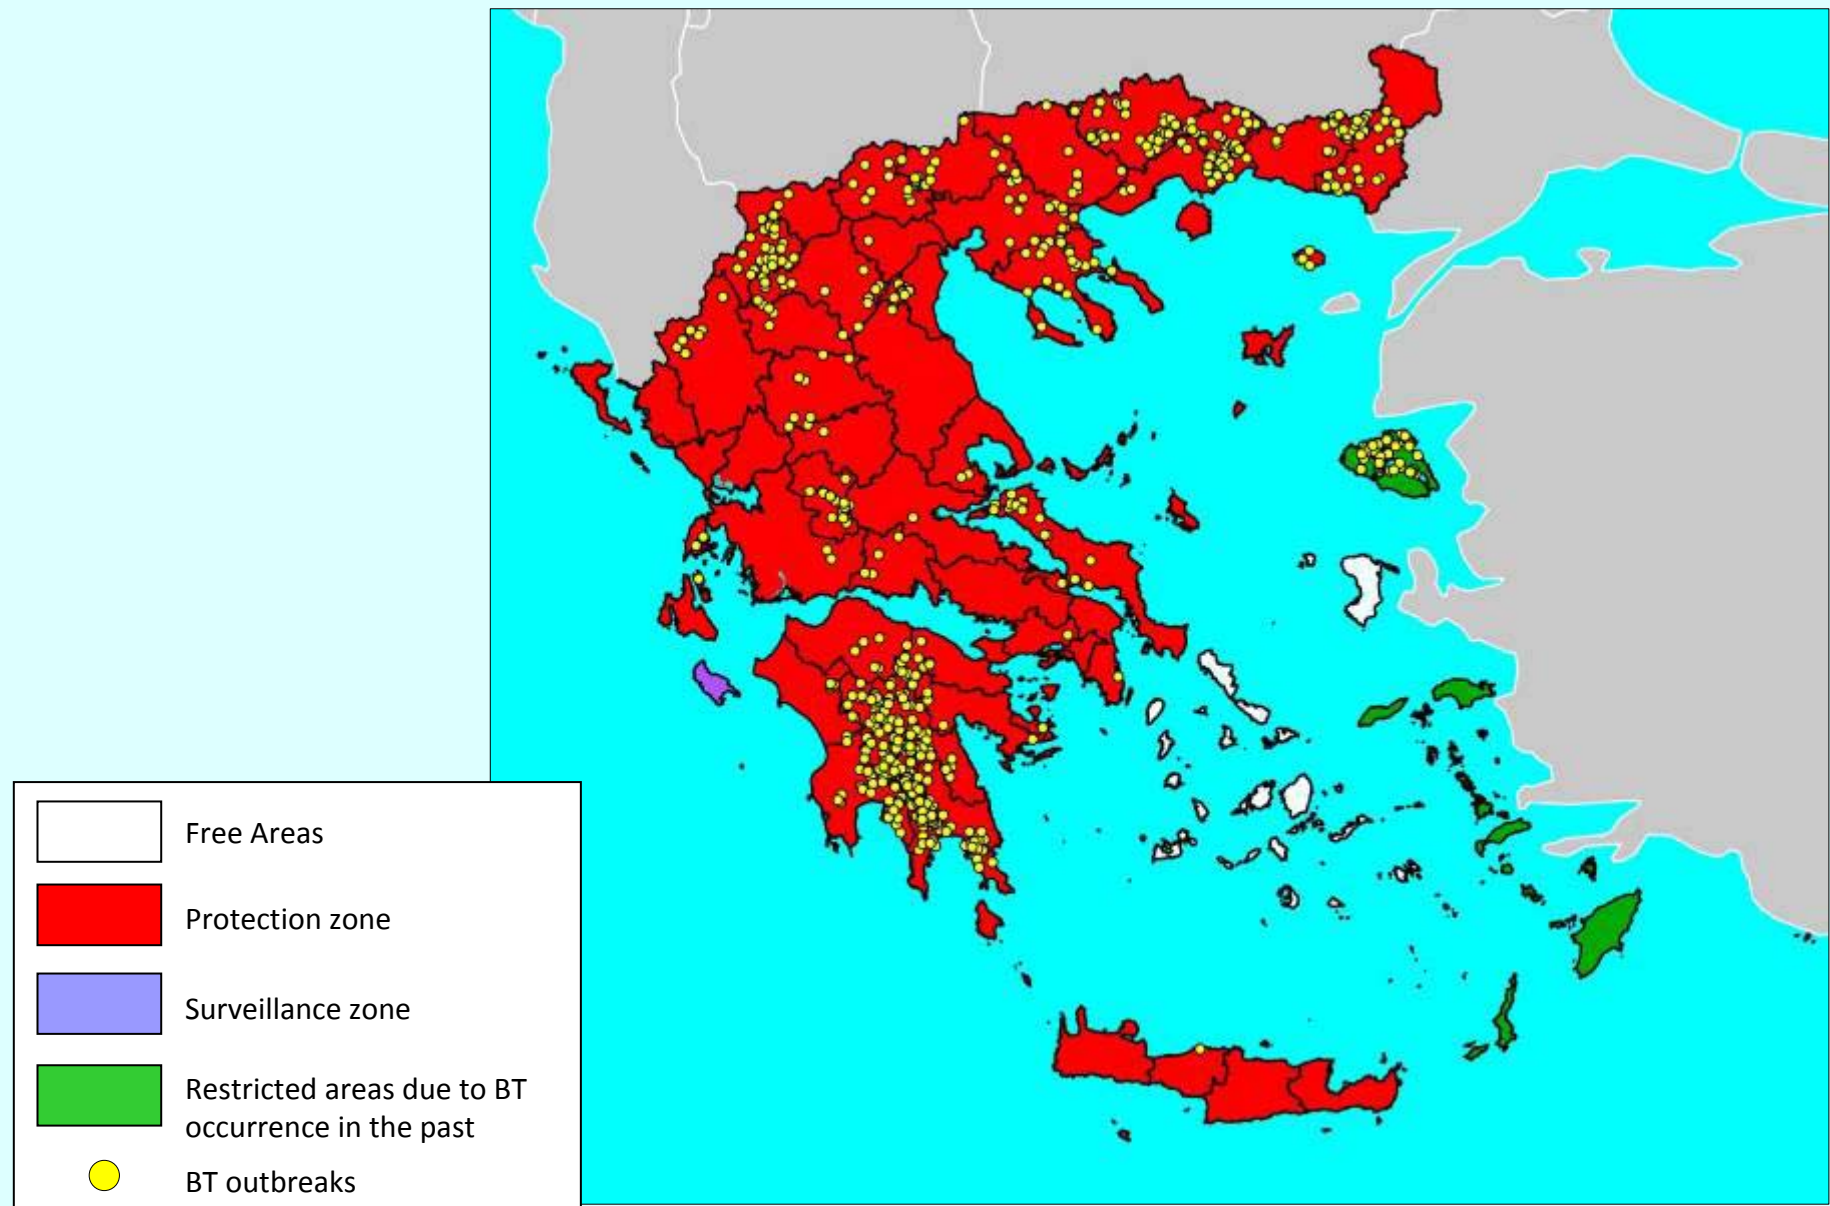 Free Areas
Protection zone
Surveillance zone
Restricted areas due to BT
occurrence in the past
BT outbreaks